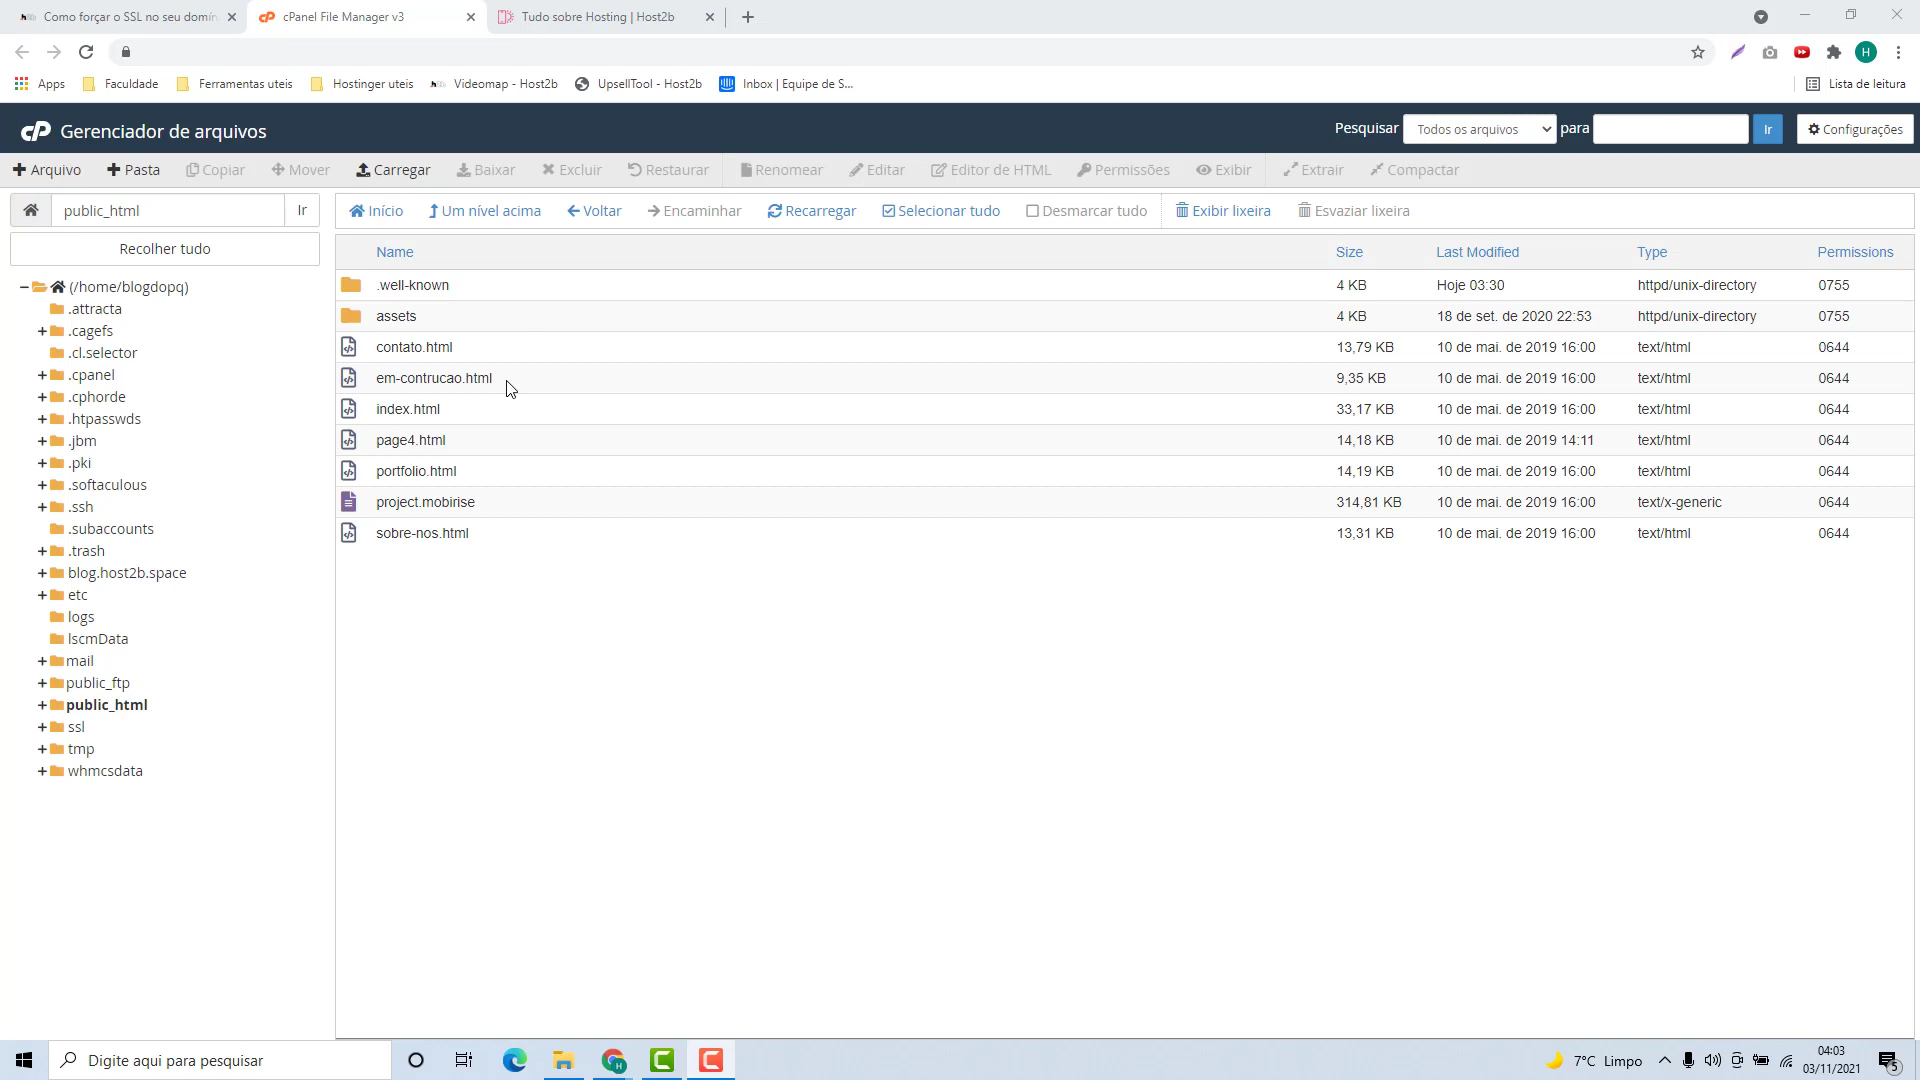 Como forçar o SSL no seu domín
cPanel File Manager v3
Tudo sobre Hosting | Host2b
H
Apps
Faculdade
Ferramentas uteis
Hostinger uteis
Videomap - Host2b
UpsellTool - Host2b
Inbox | Equipe de S...
Lista de leitura
cP Gerenciador de arquivos
Pesquisar Todos os arquivos para Ir Configurações
Arquivo Pasta Copiar Mover Carregar Baixar Excluir Restaurar Renomear Editar Editor de HTML Permissões Exibir Extrair Compactar
public_html Ir
Início Um nível acima Voltar Encaminhar Recarregar Selecionar tudo Desmarcar tudo Exibir lixeira Esvaziar lixeira
Recolher tudo
(/home/blogdopq)
.attracta
.cagefs
.cl.selector
.cpanel
.cphorde
.htpasswds
.jbm
.pki
.softaculous
.ssh
.subaccounts
.trash
blog.host2b.space
etc
logs
lscmData
mail
public_ftp
public_html
ssl
tmp
whmcsdata
Name Size Last Modified Type Permissions
.well-known 4 KB Hoje 03:30 httpd/unix-directory 0755
assets 4 KB 18 de set. de 2020 22:53 httpd/unix-directory 0755
contato.html 13,79 KB 10 de mai. de 2019 16:00 text/html 0644
em-contrucao.html 9,35 KB 10 de mai. de 2019 16:00 text/html 0644
index.html 33,17 KB 10 de mai. de 2019 16:00 text/html 0644
page4.html 14,18 KB 10 de mai. de 2019 14:11 text/html 0644
portfolio.html 14,19 KB 10 de mai. de 2019 16:00 text/html 0644
project.mobirise 314,81 KB 10 de mai. de 2019 16:00 text/x-generic 0644
sobre-nos.html 13,31 KB 10 de mai. de 2019 16:00 text/html 0644
Digite aqui para pesquisar
7°C Limpo
04:03
03/11/2021
5